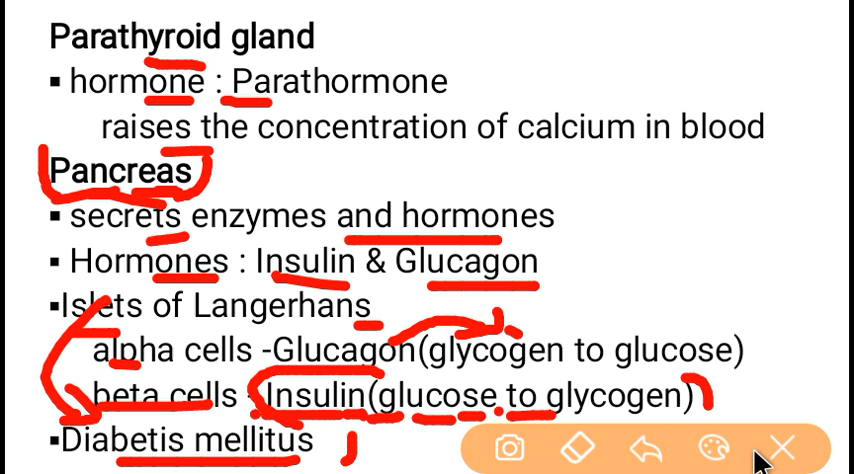 Parathyroid gland
▪ hormone : Parathormone
raises the concentration of calcium in blood
Pancreas
▪ secrets enzymes and hormones
▪ Hormones : Insulin & Glucagon
▪Islets of Langerhans
alpha cells -Glucagon(glycogen to glucose)
beta cells - Insulin(glucose to glycogen)
▪Diabetis mellitus